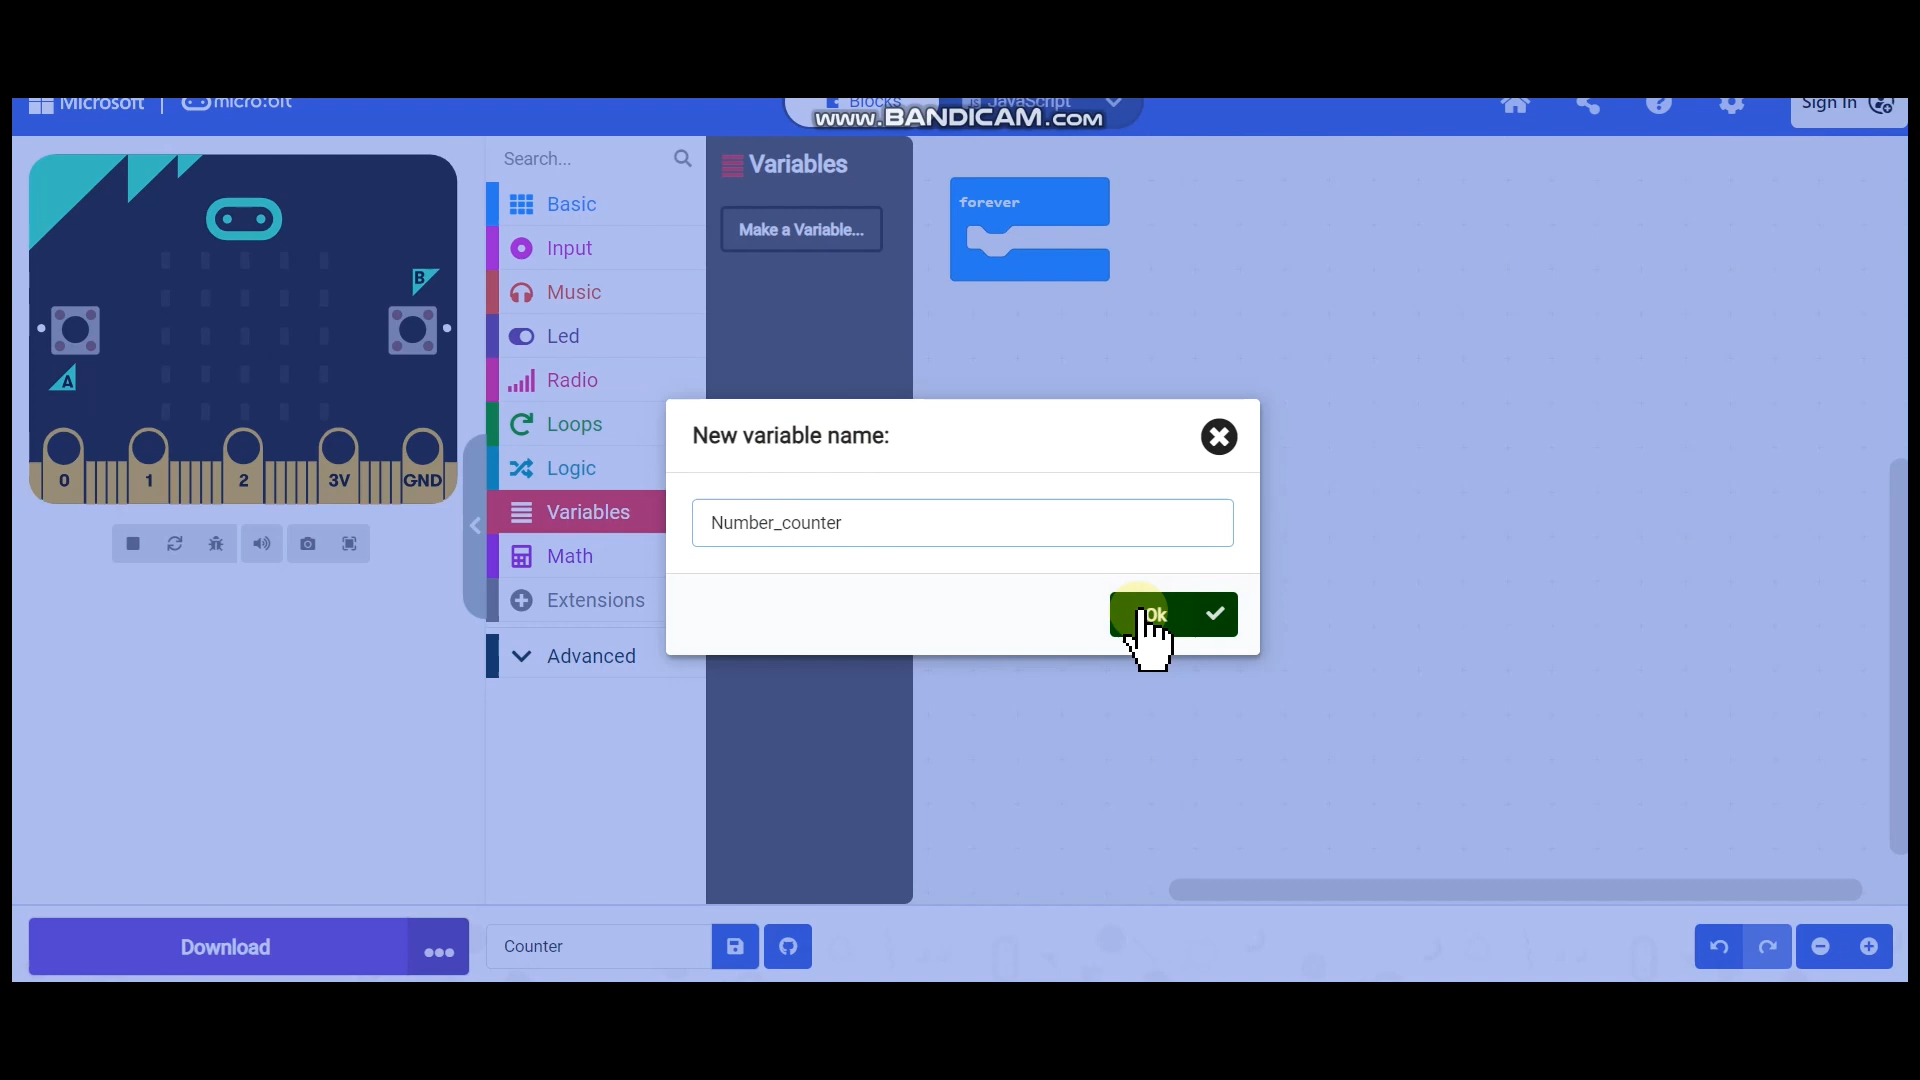 Microsoft
micro:bit
Blocks
JavaScript
www.BANDICAM.com
Sign In
Search...
Variables
Basic
forever
Make a Variable...
Input
B
Music
Led
A
Radio
Loops
New variable name:
Logic
0
1
2
3V
GND
Variables
Number_counter
Math
Extensions
Ok
Advanced
Download
Counter